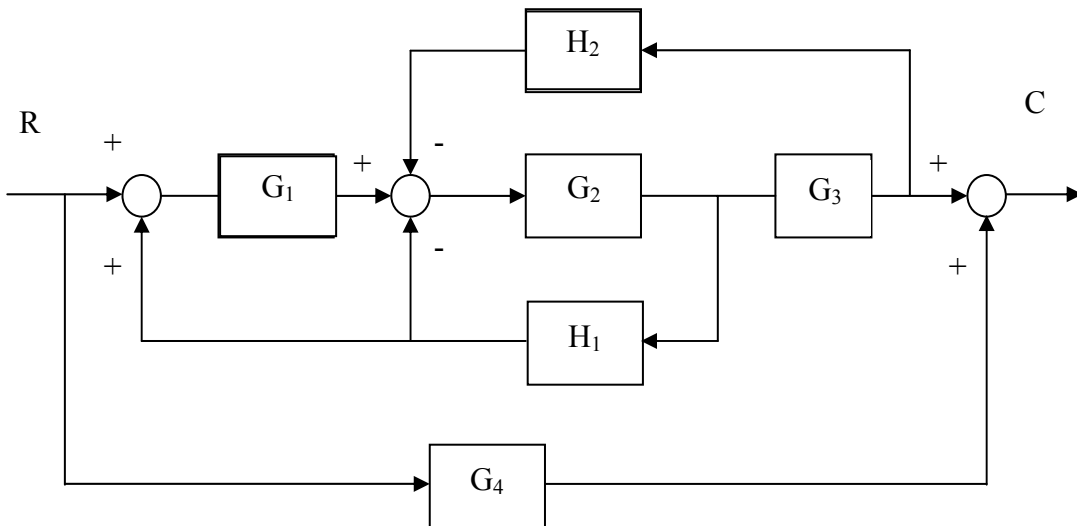 H₂
R
C
+
-
+
+
G₁
G₂
G₃
+
-
+
H₁
G₄